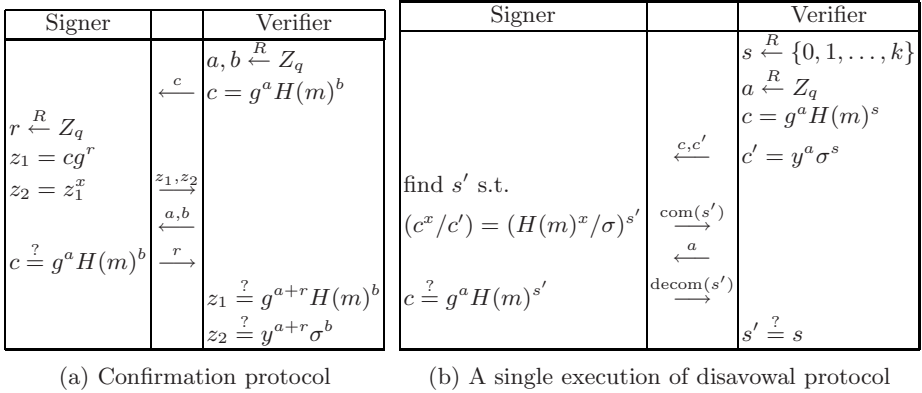 Signer Verifier
a, b ←R Z_q
←c c = g^a H(m)^b
r ←R Z_q
z_1 = cg^r
z_2 = z_1^x →z_1,z_2
←a,b
c ?= g^a H(m)^b →r
z_1 ?= g^{a+r} H(m)^b
z_2 ?= y^{a+r} σ^b
(a) Confirmation protocol
Signer Verifier
s ←R {0, 1, . . . , k}
a ←R Z_q
c = g^a H(m)^s
←c,c′ c′ = y^a σ^s
find s′ s.t.
(c^x/c′) = (H(m)^x/σ)^{s′} →com(s′)
←a
c ?= g^a H(m)^{s′} →decom(s′)
s′ ?= s
(b) A single execution of disavowal protocol